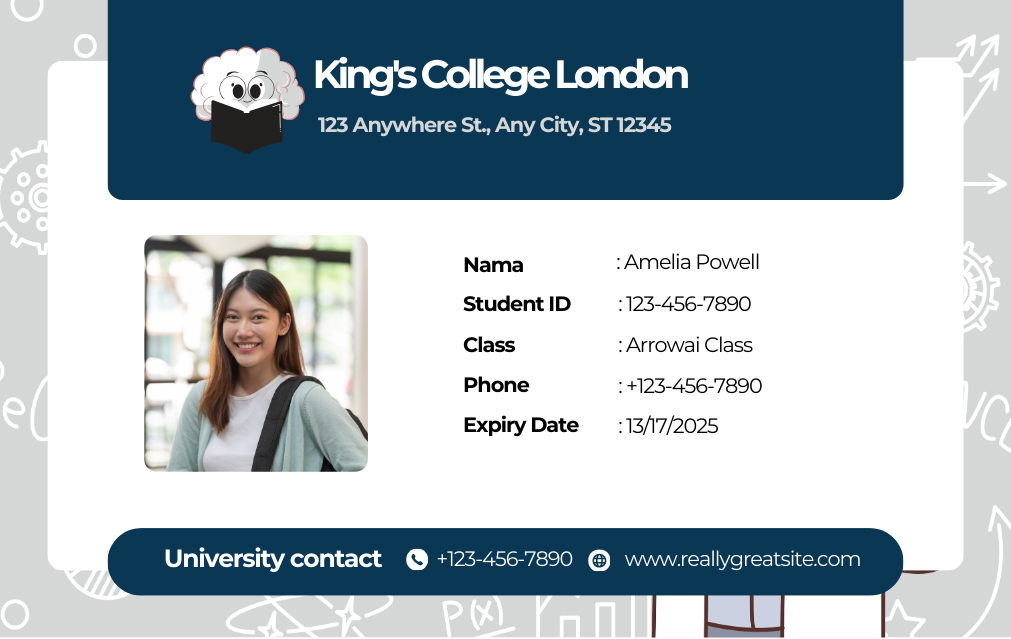 King's College London
123 Anywhere St., Any City, ST 12345
Nama : Amelia Powell
Student ID : 123-456-7890
Class : Arrowai Class
Phone : +123-456-7890
Expiry Date : 13/17/2025
University contact +123-456-7890 www.reallygreatsite.com
P(x)